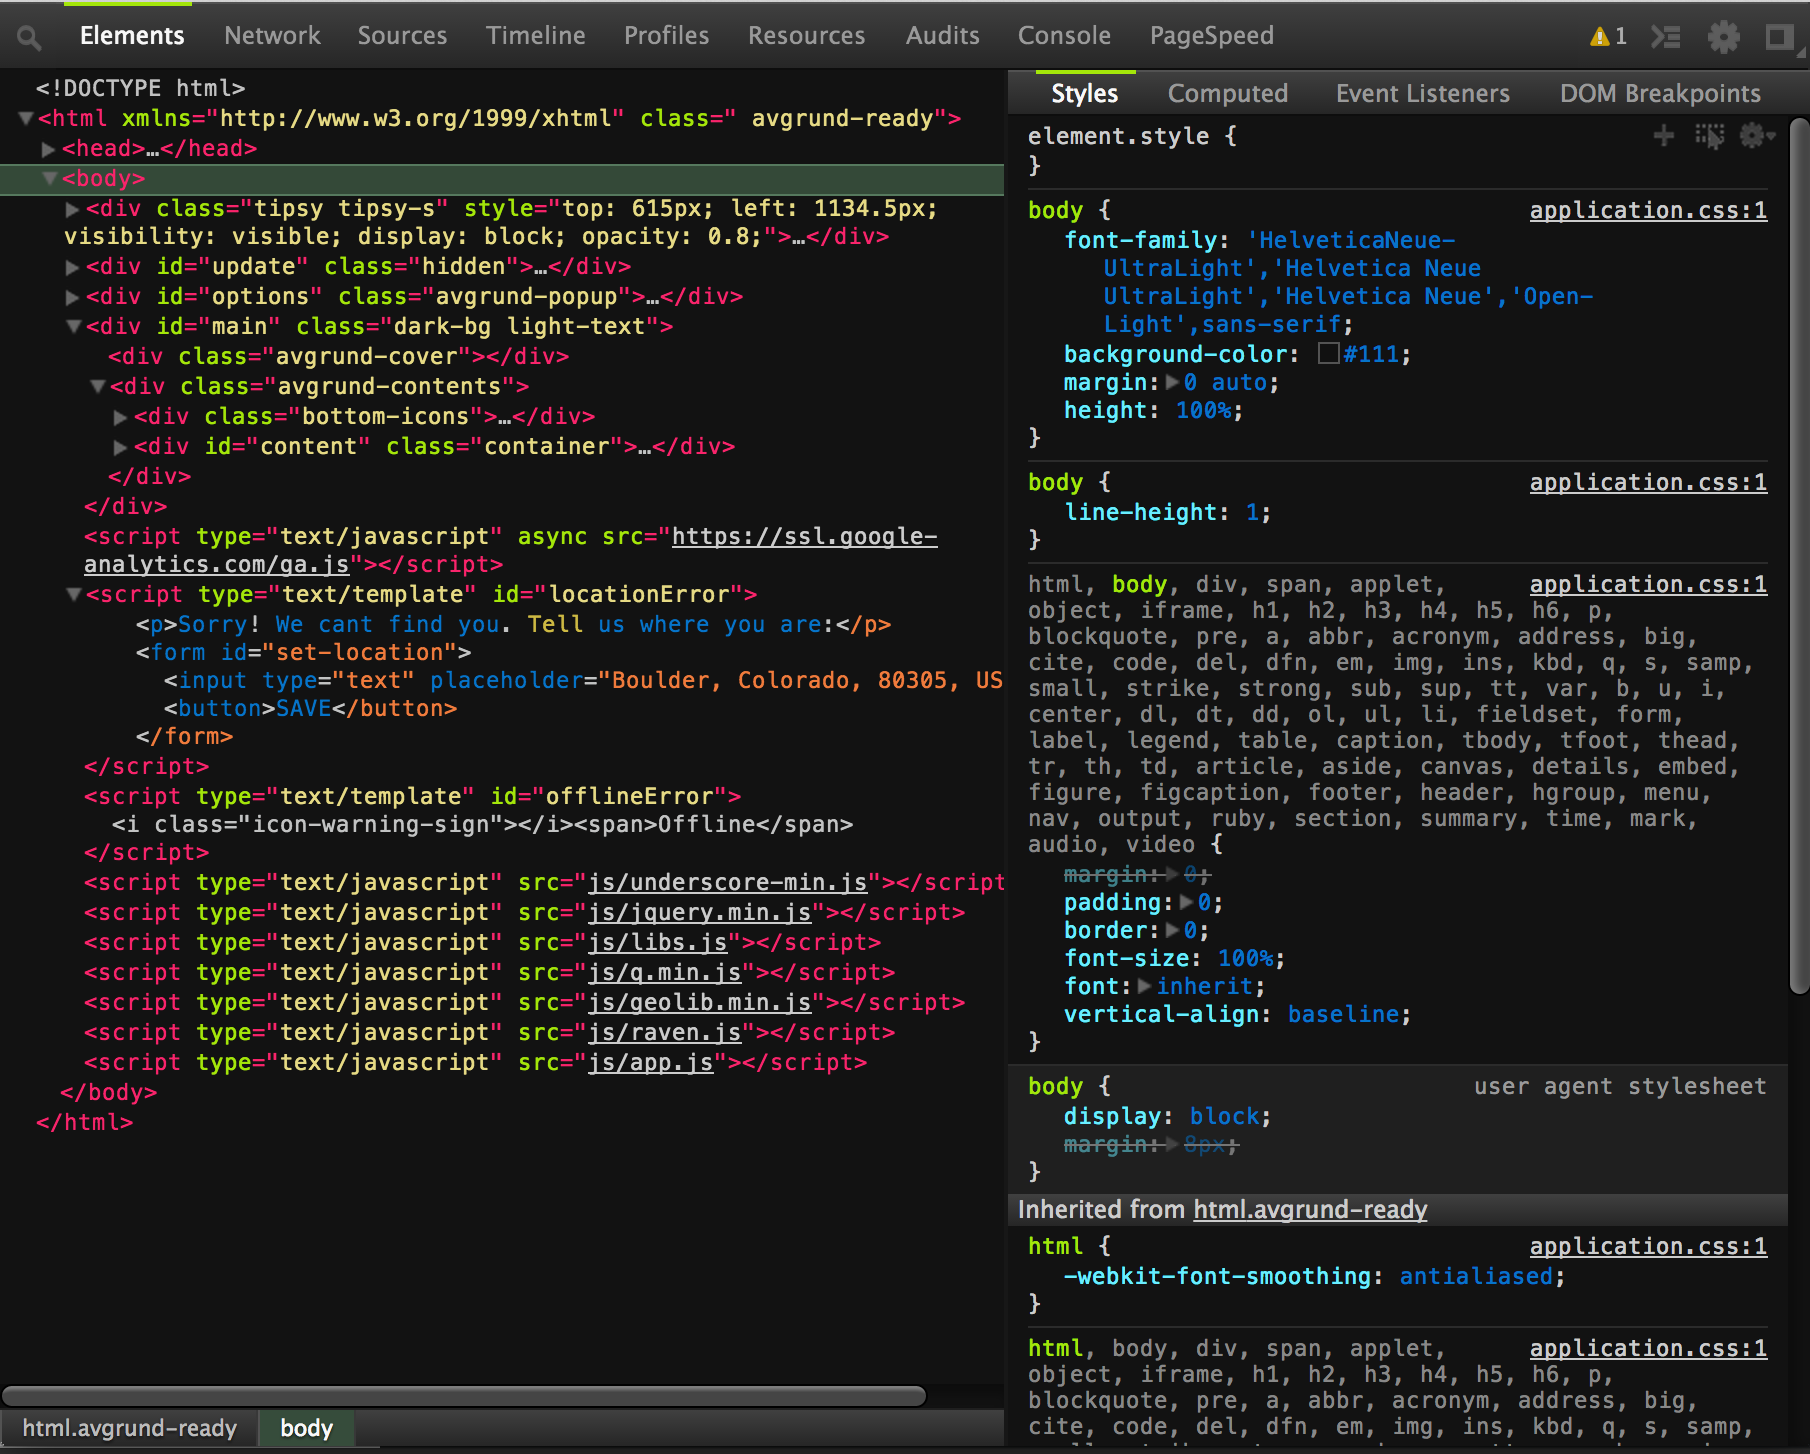 Elements Network Sources Timeline Profiles Resources Audits Console PageSpeed 1
<!DOCTYPE html>
<html xmlns="http://www.w3.org/1999/xhtml" class=" avgrund-ready">
<head>…</head>
<body>
<div class="tipsy tipsy-s" style="top: 615px; left: 1134.5px;
visibility: visible; display: block; opacity: 0.8;">…</div>
<div id="update" class="hidden">…</div>
<div id="options" class="avgrund-popup">…</div>
<div id="main" class="dark-bg light-text">
<div class="avgrund-cover"></div>
<div class="avgrund-contents">
<div class="bottom-icons">…</div>
<div id="content" class="container">…</div>
</div>
</div>
<script type="text/javascript" async src="https://ssl.google-
analytics.com/ga.js"></script>
<script type="text/template" id="locationError">
<p>Sorry! We cant find you. Tell us where you are:</p>
<form id="set-location">
<input type="text" placeholder="Boulder, Colorado, 80305, US
<button>SAVE</button>
</form>
</script>
<script type="text/template" id="offlineError">
<i class="icon-warning-sign"></i><span>Offline</span>
</script>
<script type="text/javascript" src="js/underscore-min.js"></script
<script type="text/javascript" src="js/jquery.min.js"></script>
<script type="text/javascript" src="js/libs.js"></script>
<script type="text/javascript" src="js/q.min.js"></script>
<script type="text/javascript" src="js/geolib.min.js"></script>
<script type="text/javascript" src="js/raven.js"></script>
<script type="text/javascript" src="js/app.js"></script>
</body>
</html>
html.avgrund-ready body
Styles Computed Event Listeners DOM Breakpoints
element.style {
}
body { application.css:1
font-family: 'HelveticaNeue-
UltraLight','Helvetica Neue
UltraLight','Helvetica Neue','Open-
Light',sans-serif;
background-color: #111;
margin: 0 auto;
height: 100%;
}
body { application.css:1
line-height: 1;
}
html, body, div, span, applet, application.css:1
object, iframe, h1, h2, h3, h4, h5, h6, p,
blockquote, pre, a, abbr, acronym, address, big,
cite, code, del, dfn, em, img, ins, kbd, q, s, samp,
small, strike, strong, sub, sup, tt, var, b, u, i,
center, dl, dt, dd, ol, ul, li, fieldset, form,
label, legend, table, caption, tbody, tfoot, thead,
tr, th, td, article, aside, canvas, details, embed,
figure, figcaption, footer, header, hgroup, menu,
nav, output, ruby, section, summary, time, mark,
audio, video {
margin: 0;
padding: 0;
border: 0;
font-size: 100%;
font: inherit;
vertical-align: baseline;
}
body { user agent stylesheet
display: block;
margin: 8px;
}
Inherited from html.avgrund-ready
html { application.css:1
-webkit-font-smoothing: antialiased;
}
html, body, div, span, applet, application.css:1
object, iframe, h1, h2, h3, h4, h5, h6, p,
blockquote, pre, a, abbr, acronym, address, big,
cite, code, del, dfn, em, img, ins, kbd, q, s, samp,